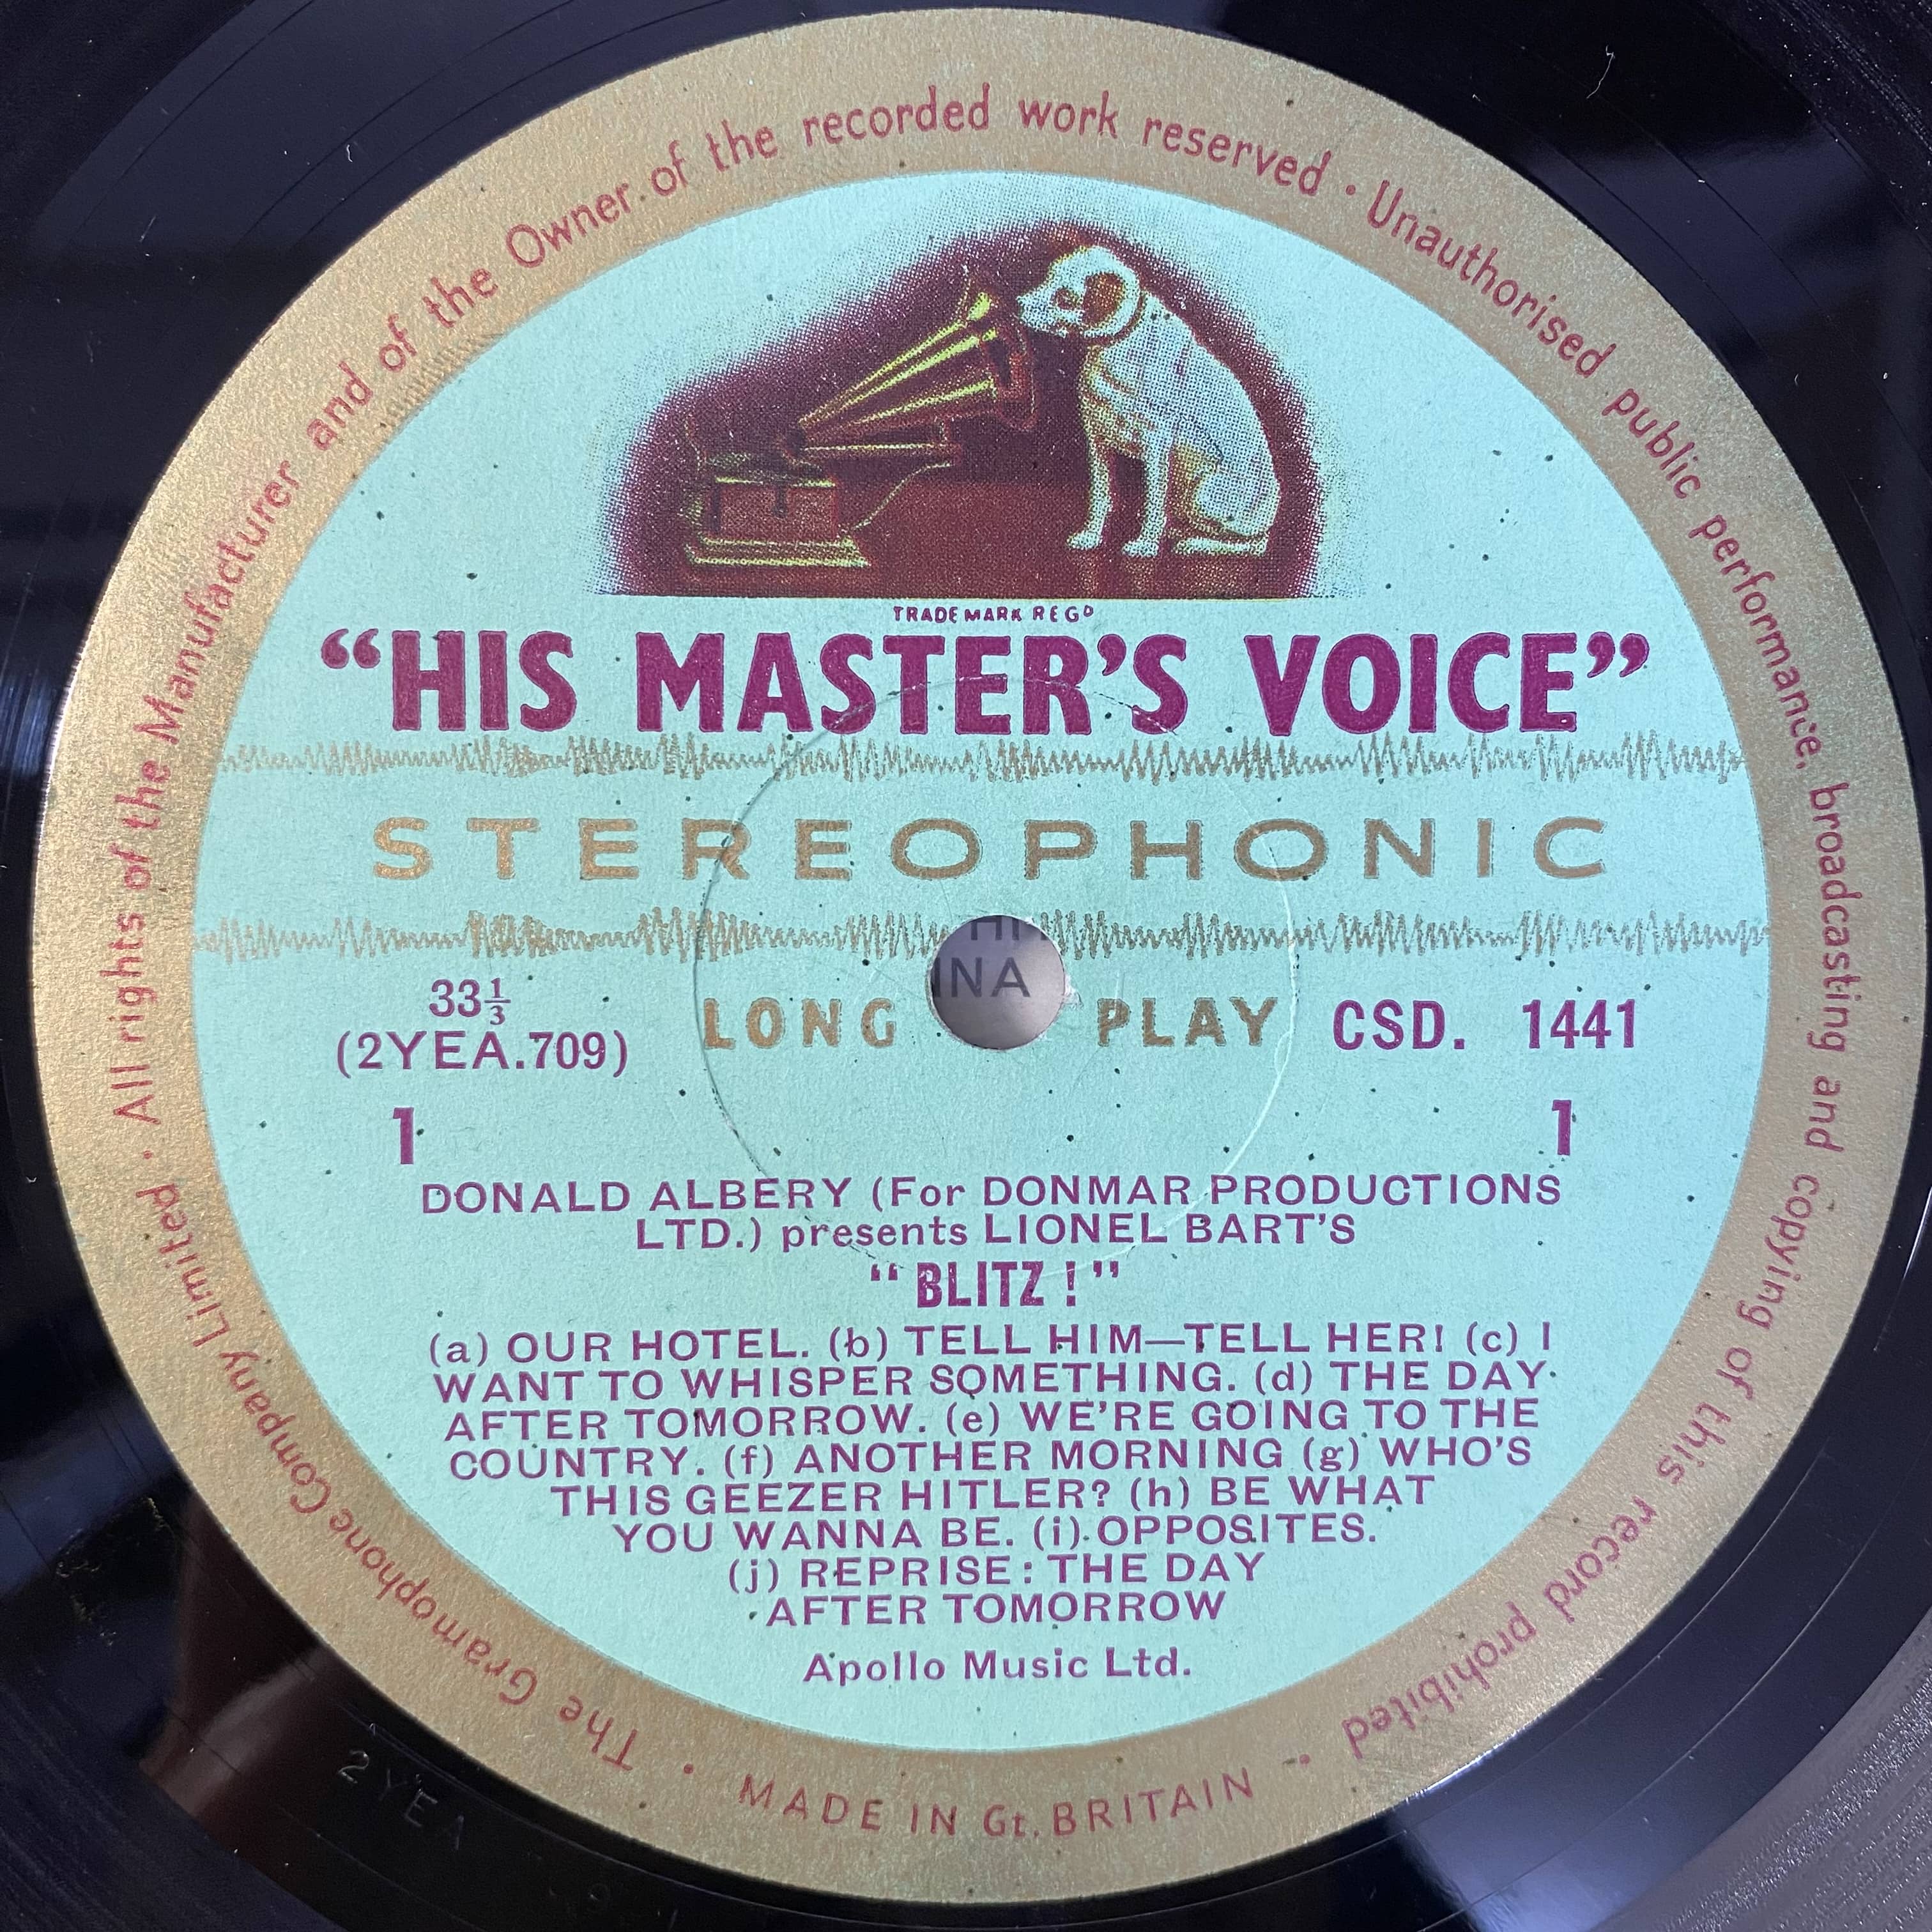 The Gramophone Company Limited · All rights of the Manufacturer and of the Owner of the recorded work reserved · Unauthorised public performance, broadcasting and copying of this record prohibited ·
TRADE MARK REGD
“HIS MASTER’S VOICE”
STEREOPHONIC
33⅓ LONG PLAY CSD. 1441
INA
(2YEA.709)
1 1
DONALD ALBERY (For DONMAR PRODUCTIONS
LTD.) presents LIONEL BART’S
“BLITZ!”
(a) OUR HOTEL. (b) TELL HIM—TELL HER! (c) I
WANT TO WHISPER SOMETHING. (d) THE DAY
AFTER TOMORROW. (e) WE’RE GOING TO THE
COUNTRY. (f) ANOTHER MORNING (g) WHO’S
THIS GEEZER HITLER? (h) BE WHAT
YOU WANNA BE. (i) OPPOSITES.
(j) REPRISE: THE DAY
AFTER TOMORROW
Apollo Music Ltd.
MADE IN Gt. BRITAIN
2YEA